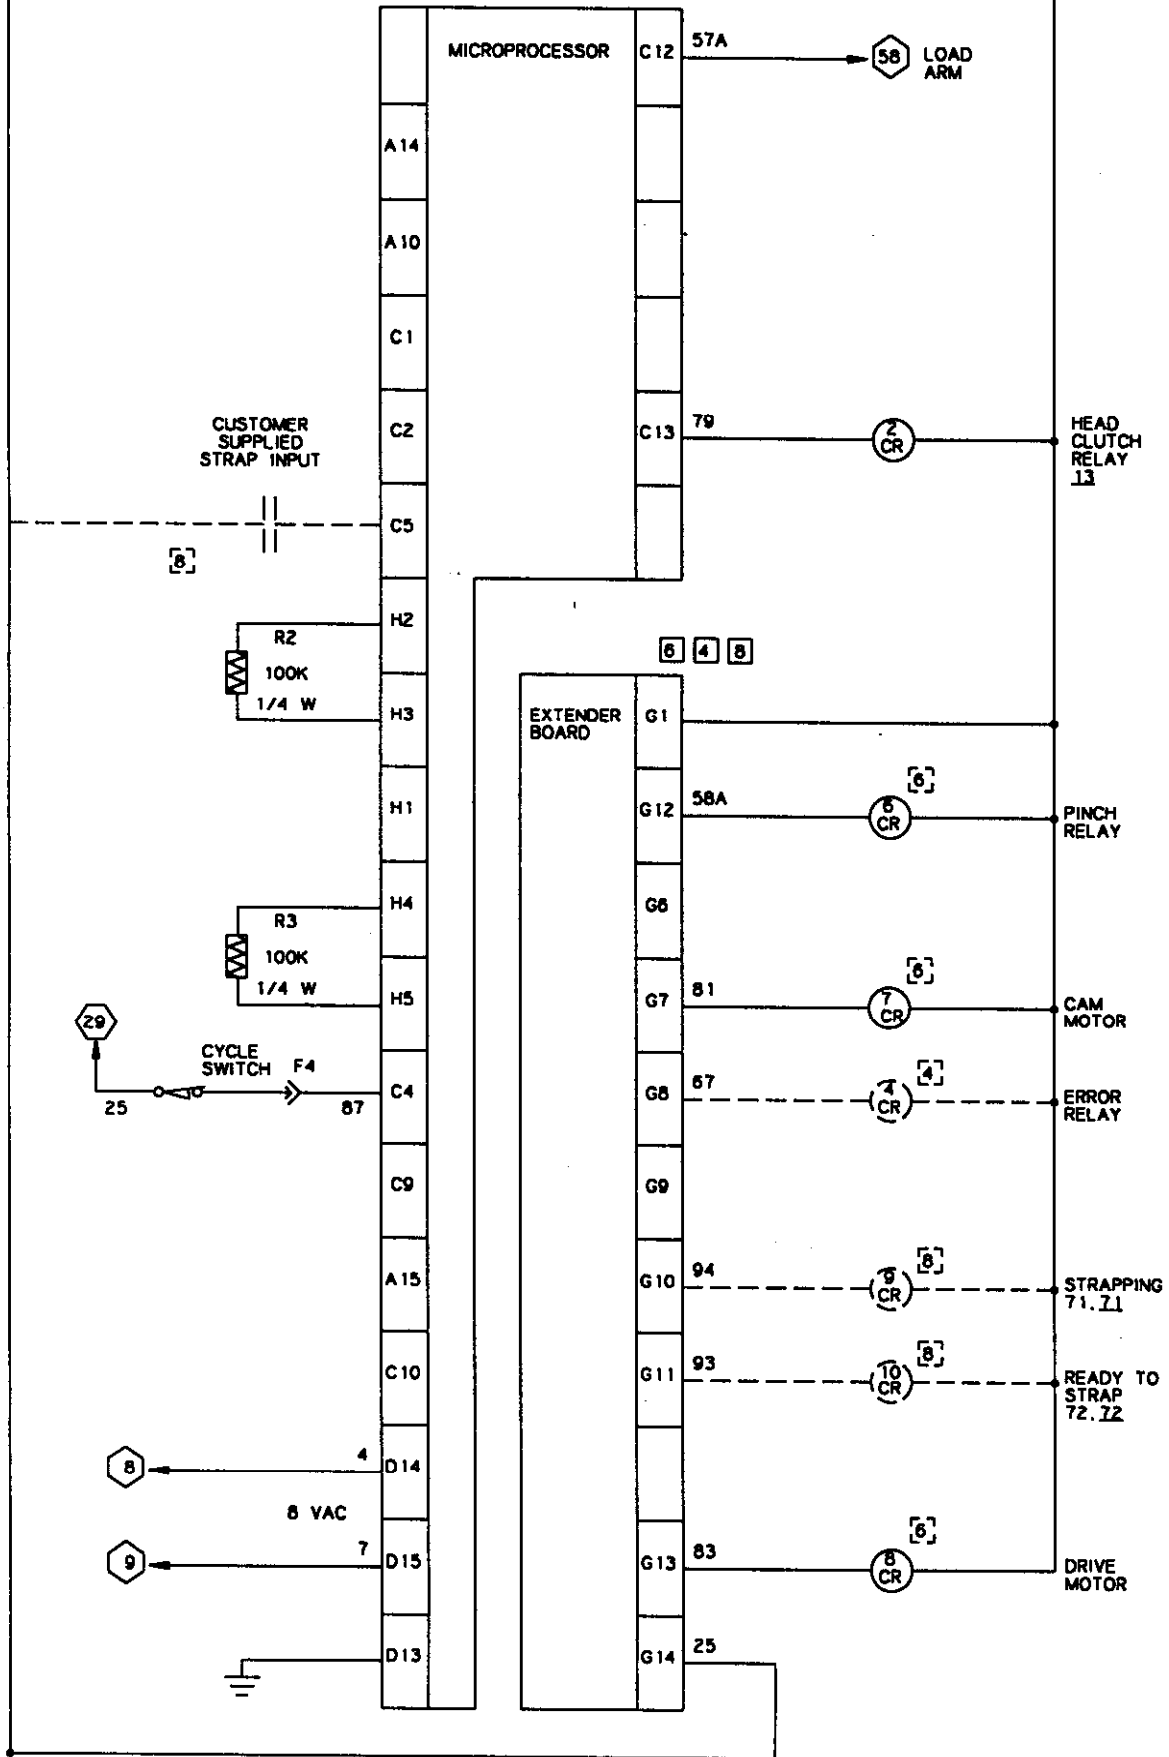 MICROPROCESSOR
C12
57A
58
LOAD
ARM
A14
A10
C1
CUSTOMER
SUPPLIED
STRAP INPUT
C2
C13
79
2
CR
HEAD
CLUTCH
RELAY
13
C5
[8]
H2
R2
100K
1/4 W
H3
6 4 8
EXTENDER
BOARD
G1
H1
G12
58A
[6]
6
CR
PINCH
RELAY
H4
R3
100K
1/4 W
H5
G6
G7
81
[6]
7
CR
CAM
MOTOR
29
25
CYCLE
SWITCH
F4
87
C4
G8
67
[4]
4
CR
ERROR
RELAY
C9
G9
A15
G10
94
[8]
9
CR
STRAPPING
71,71
C10
G11
93
[8]
10
CR
READY TO
STRAP
72,72
8
4
D14
8 VAC
9
7
D15
G13
83
[6]
8
CR
DRIVE
MOTOR
D13
G14
25